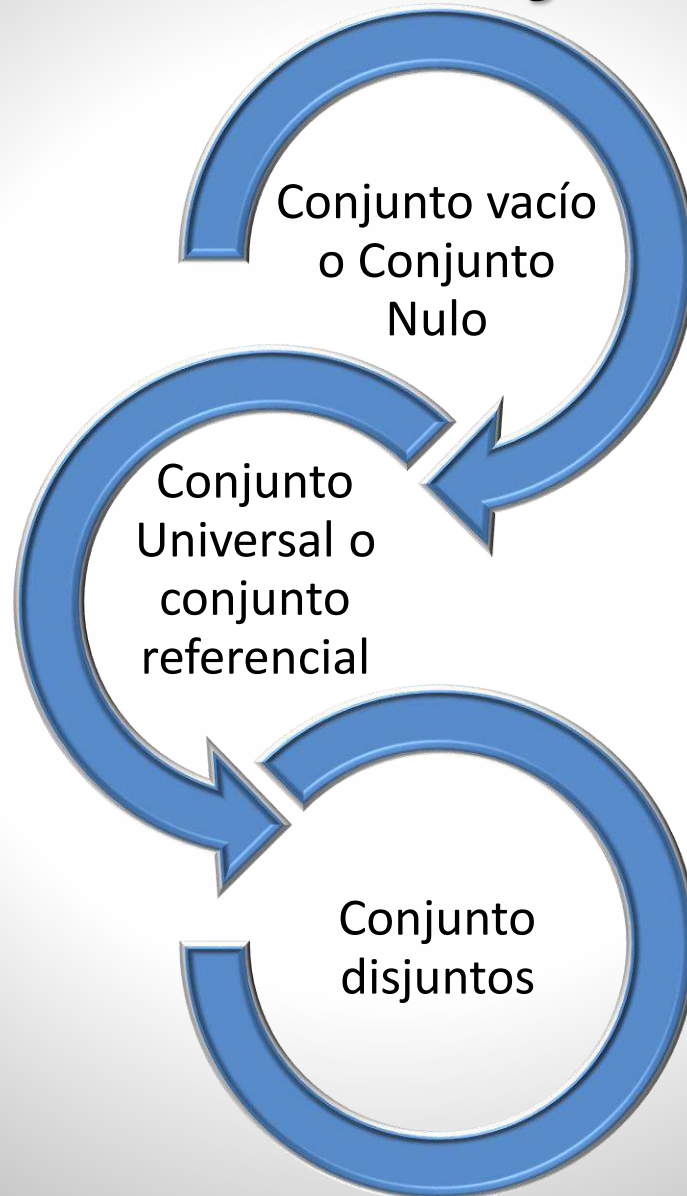 Conjunto vacío
o Conjunto
Nulo
Conjunto
Universal o
conjunto
referencial
Conjunto
disjuntos